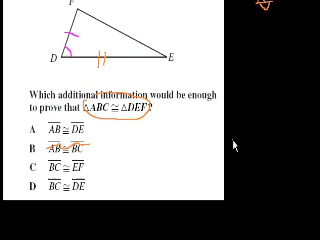 F
D
E
Which additional information would be enough
to prove that △ABC ≅ △DEF?
A AB ≅ DE
B AB ≅ BC
C BC ≅ EF
D BC ≅ DE